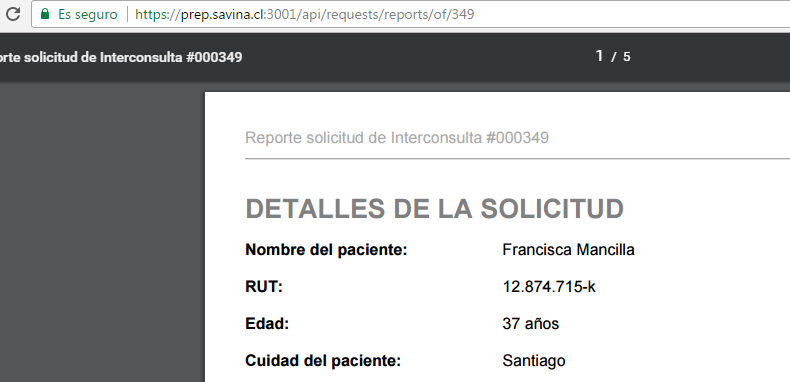 Es seguro | https://prep.savina.cl:3001/api/requests/reports/of/349
orte solicitud de Interconsulta #000349
1 / 5
Reporte solicitud de Interconsulta #000349
DETALLES DE LA SOLICITUD
Nombre del paciente: Francisca Mancilla
RUT: 12.874.715-k
Edad: 37 años
Cuidad del paciente: Santiago